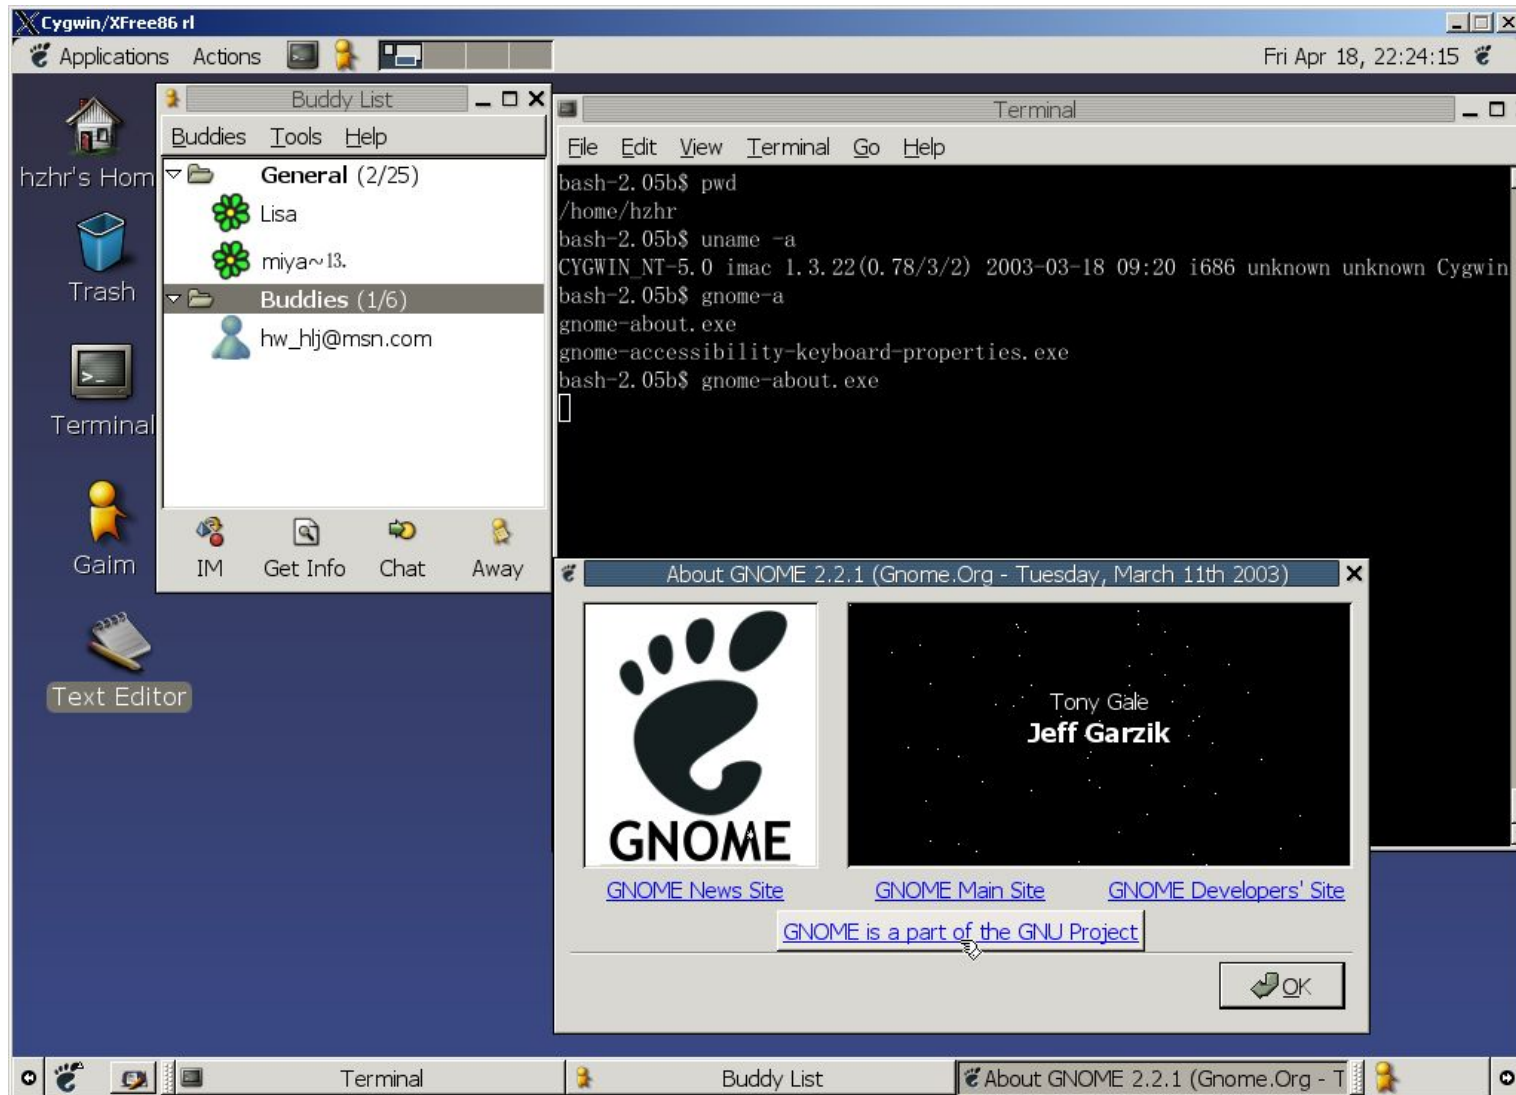 Cygwin/XFree86 rl
Applications Actions
Fri Apr 18, 22:24:15
hzhr's Hom
Trash
Terminal
Gaim
Text Editor
Buddy List
Buddies Tools Help
General (2/25)
Lisa
miya~13.
Buddies (1/6)
hw_hlj@msn.com
IM Get Info Chat Away
Terminal
File Edit View Terminal Go Help
bash-2.05b$ pwd
/home/hzhr
bash-2.05b$ uname -a
CYGWIN_NT-5.0 imac 1.3.22(0.78/3/2) 2003-03-18 09:20 i686 unknown unknown Cygwin
bash-2.05b$ gnome-a
gnome-about.exe
gnome-accessibility-keyboard-properties.exe
bash-2.05b$ gnome-about.exe
About GNOME 2.2.1 (Gnome.Org - Tuesday, March 11th 2003)
GNOME
Tony Gale
Jeff Garzik
GNOME News Site GNOME Main Site GNOME Developers' Site
GNOME is a part of the GNU Project
OK
Terminal Buddy List About GNOME 2.2.1 (Gnome.Org - T